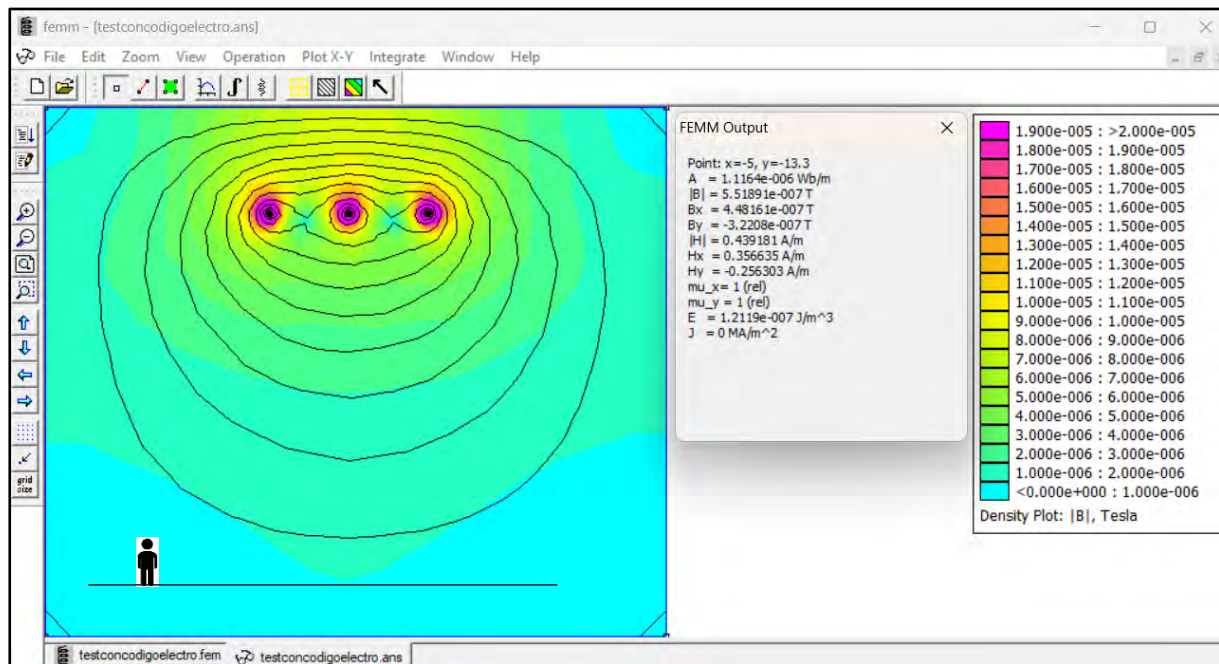 femm - [testconcodigoelectro.ans]
File Edit Zoom View Operation Plot X-Y Integrate Window Help
FEMM Output
Point: x=-5, y=-13.3
A = 1.1164e-006 Wb/m
|B| = 5.51891e-007 T
Bx = 4.48161e-007 T
By = -3.2208e-007 T
|H| = 0.439181 A/m
Hx = 0.356635 A/m
Hy = -0.256303 A/m
mu_x= 1 (rel)
mu_y = 1 (rel)
E = 1.2119e-007 J/m^3
J = 0 MA/m^2
1.900e-005 : >2.000e-005
1.800e-005 : 1.900e-005
1.700e-005 : 1.800e-005
1.600e-005 : 1.700e-005
1.500e-005 : 1.600e-005
1.400e-005 : 1.500e-005
1.300e-005 : 1.400e-005
1.200e-005 : 1.300e-005
1.100e-005 : 1.200e-005
1.000e-005 : 1.100e-005
9.000e-006 : 1.000e-005
8.000e-006 : 9.000e-006
7.000e-006 : 8.000e-006
6.000e-006 : 7.000e-006
5.000e-006 : 6.000e-006
4.000e-006 : 5.000e-006
3.000e-006 : 4.000e-006
2.000e-006 : 3.000e-006
1.000e-006 : 2.000e-006
<0.000e+000 : 1.000e-006
Density Plot: |B|, Tesla
grid
size
testconcodigoelectro.fem
testconcodigoelectro.ans